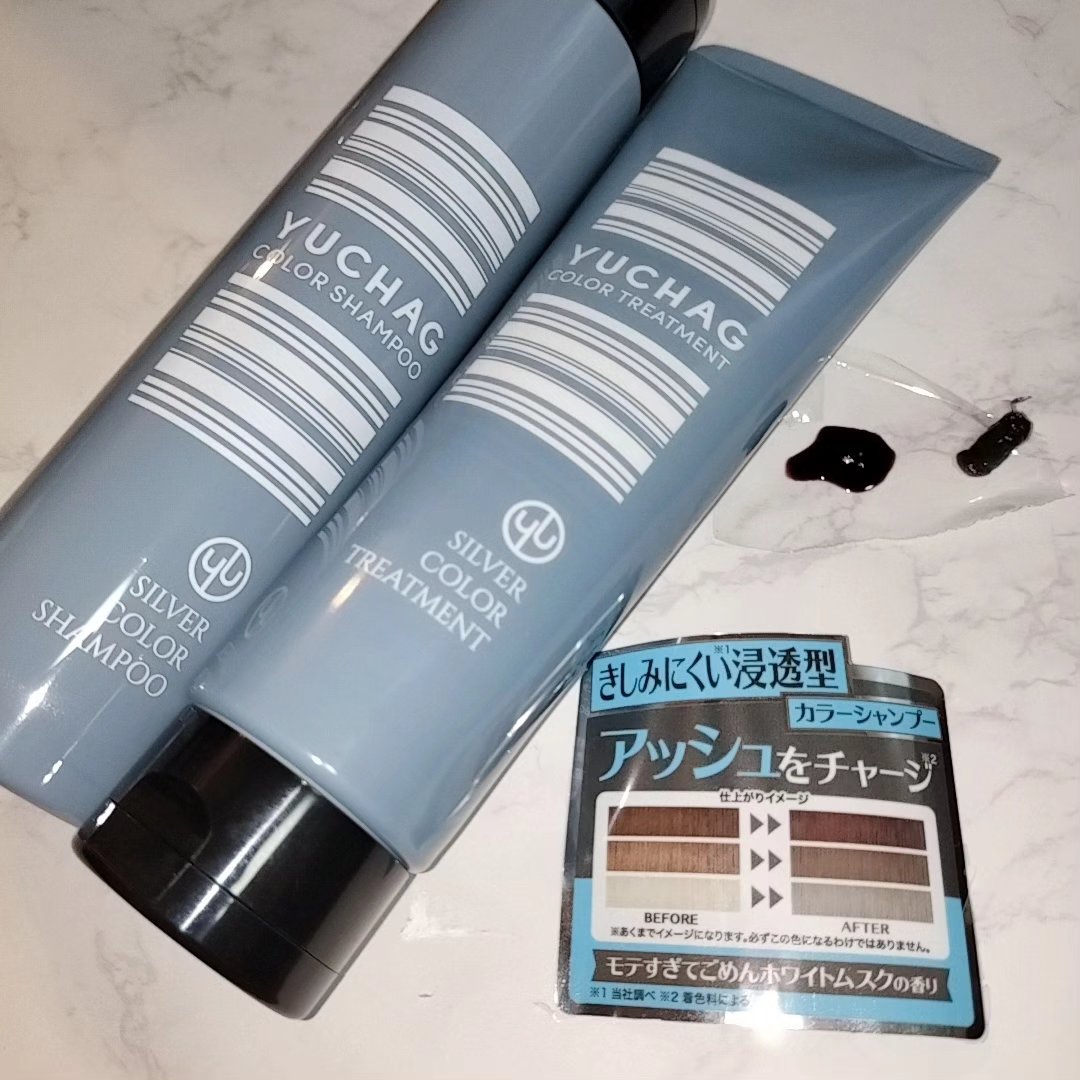 YUCHAG
COLOR SHAMPOO
SILVER
COLOR
SHAMPOO
YUCHAG
COLOR TREATMENT
SILVER
COLOR
TREATMENT
きしみにくい※1浸透型
カラーシャンプー
アッシュをチャージ※2
仕上がりイメージ
BEFORE
AFTER
※あくまでイメージになります。必ずこの色になるわけではありません。
モテすぎてごめんホワイトムスクの香り
※1 当社調べ ※2 着色料による